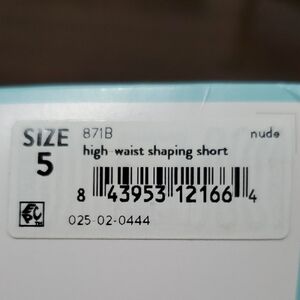 SIZE
5
871B
nude
high waist shaping short
8 43953 12166 4
025-02-0444